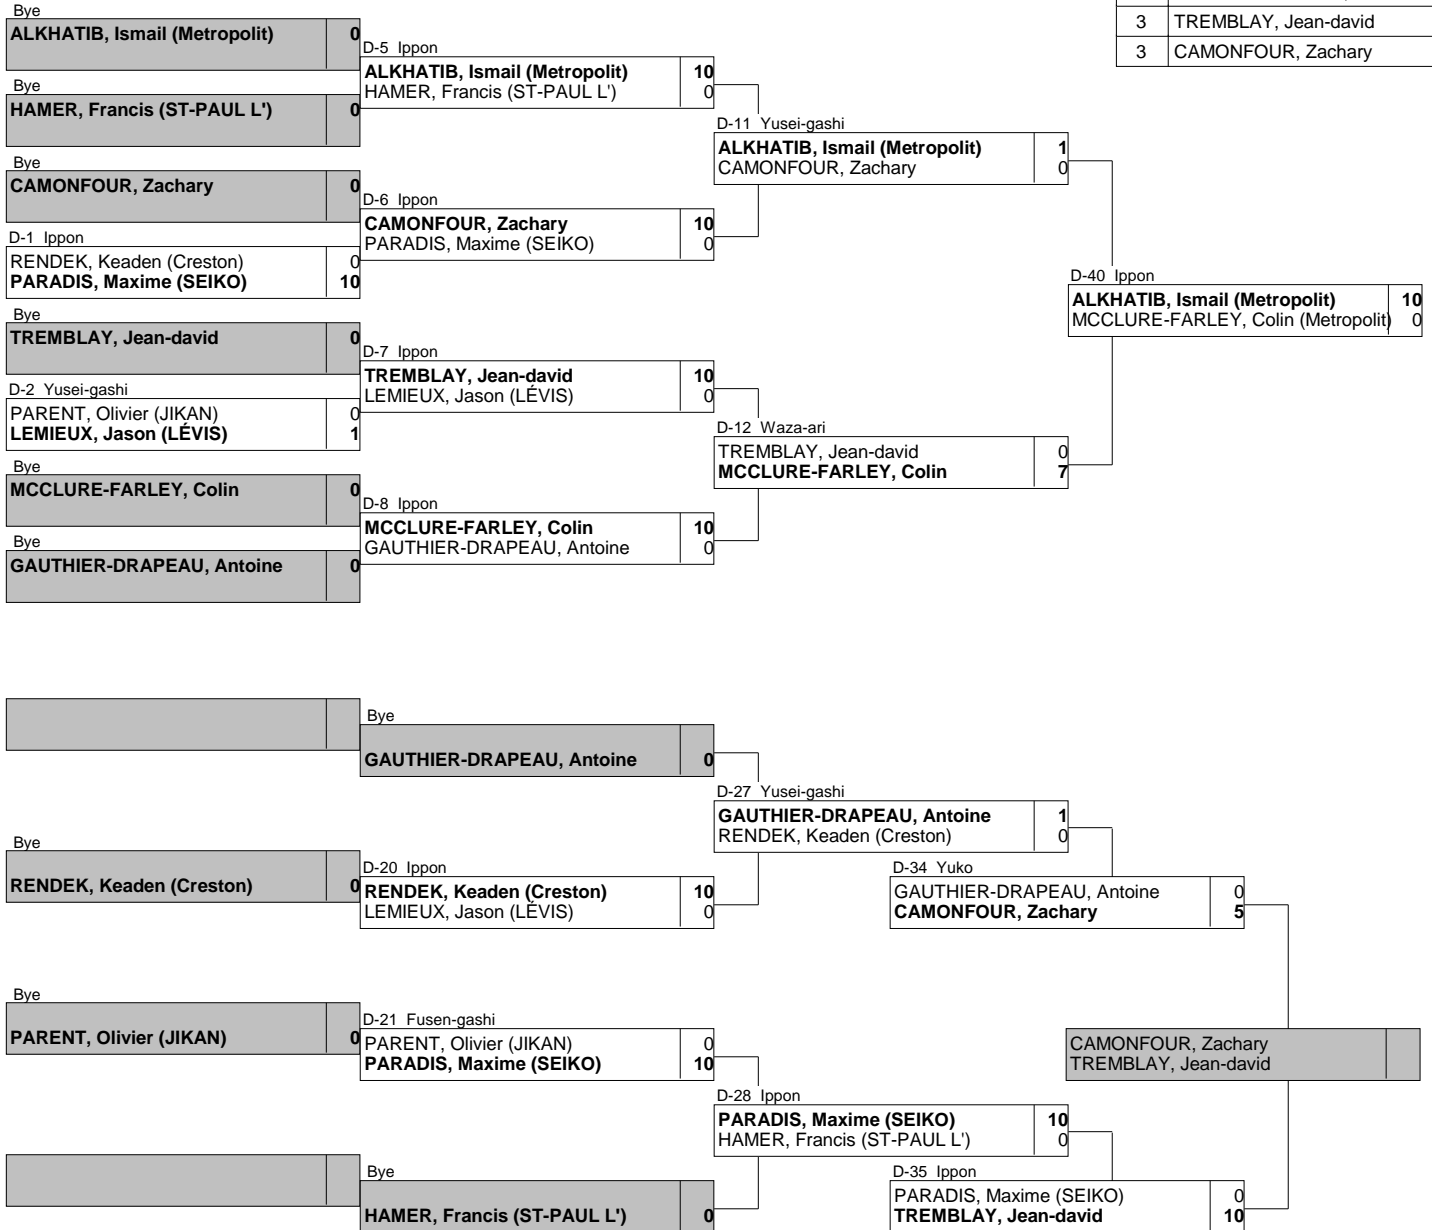 3 TREMBLAY, Jean-david
3 CAMONFOUR, Zachary
Bye
ALKHATIB, Ismail (Metropolit) 0
Bye
HAMER, Francis (ST-PAUL L') 0
Bye
CAMONFOUR, Zachary 0
D-1 Ippon
RENDEK, Keaden (Creston) 0
PARADIS, Maxime (SEIKO) 10
Bye
TREMBLAY, Jean-david 0
D-2 Yusei-gashi
PARENT, Olivier (JIKAN) 0
LEMIEUX, Jason (LÉVIS) 1
Bye
MCCLURE-FARLEY, Colin 0
Bye
GAUTHIER-DRAPEAU, Antoine 0
D-5 Ippon
ALKHATIB, Ismail (Metropolit) 10
HAMER, Francis (ST-PAUL L') 0
D-6 Ippon
CAMONFOUR, Zachary 10
PARADIS, Maxime (SEIKO) 0
D-7 Ippon
TREMBLAY, Jean-david 10
LEMIEUX, Jason (LÉVIS) 0
D-8 Ippon
MCCLURE-FARLEY, Colin 10
GAUTHIER-DRAPEAU, Antoine 0
D-11 Yusei-gashi
ALKHATIB, Ismail (Metropolit) 1
CAMONFOUR, Zachary 0
D-12 Waza-ari
TREMBLAY, Jean-david 0
MCCLURE-FARLEY, Colin 7
D-40 Ippon
ALKHATIB, Ismail (Metropolit) 10
MCCLURE-FARLEY, Colin (Metropolit) 0
Bye
GAUTHIER-DRAPEAU, Antoine 0
Bye
RENDEK, Keaden (Creston) 0
D-20 Ippon
RENDEK, Keaden (Creston) 10
LEMIEUX, Jason (LÉVIS) 0
D-27 Yusei-gashi
GAUTHIER-DRAPEAU, Antoine 1
RENDEK, Keaden (Creston) 0
D-34 Yuko
GAUTHIER-DRAPEAU, Antoine 0
CAMONFOUR, Zachary 5
Bye
PARENT, Olivier (JIKAN) 0
D-21 Fusen-gashi
PARENT, Olivier (JIKAN) 0
PARADIS, Maxime (SEIKO) 10
CAMONFOUR, Zachary
TREMBLAY, Jean-david
D-28 Ippon
PARADIS, Maxime (SEIKO) 10
HAMER, Francis (ST-PAUL L') 0
Bye
HAMER, Francis (ST-PAUL L') 0
D-35 Ippon
PARADIS, Maxime (SEIKO) 0
TREMBLAY, Jean-david 10